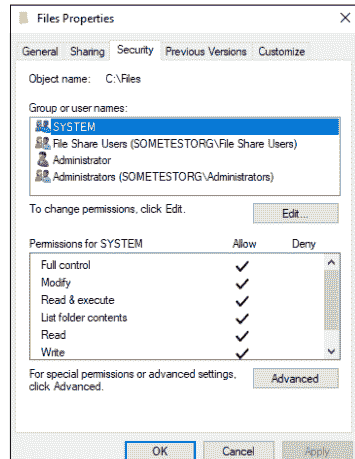 Files Properties
General Sharing Security Previous Versions Customize
Object name: C:\Files
Group or user names:
SYSTEM
File Share Users (SOMETESTORG\File Share Users)
Administrator
Administrators (SOMETESTORG\Administrators)
To change permissions, click Edit.
Edit...
Permissions for SYSTEM Allow Deny
Full control
Modify
Read & execute
List folder contents
Read
Write
For special permissions or advanced settings,
click Advanced.
Advanced
OK Cancel Apply